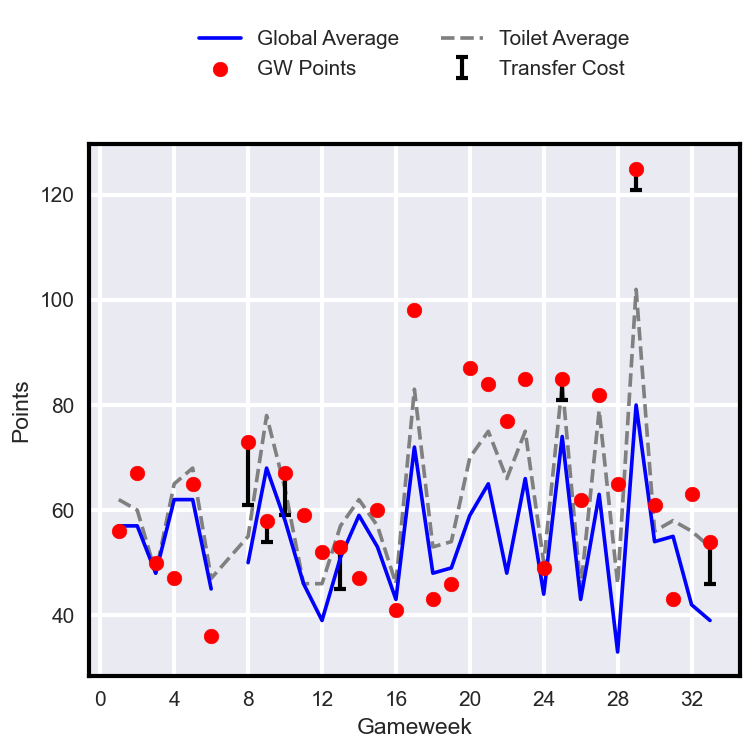 Global Average
GW Points
Toilet Average
Transfer Cost
120
100
80
60
40
Points
0 4 8 12 16 20 24 28 32
Gameweek